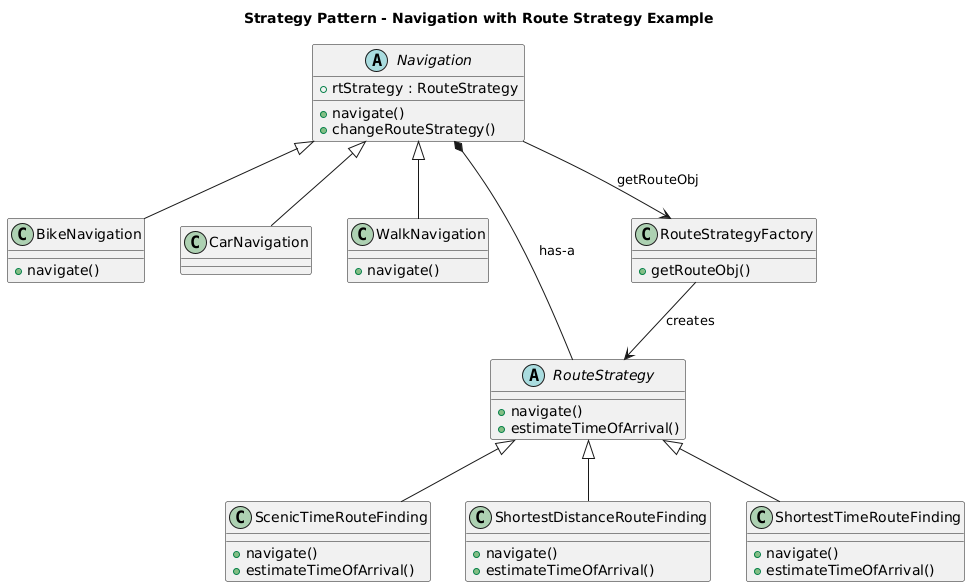 Strategy Pattern - Navigation with Route Strategy Example
A Navigation
rtStrategy : RouteStrategy
navigate()
changeRouteStrategy()
getRouteObj
C BikeNavigation
navigate()
C CarNavigation
C WalkNavigation
navigate()
has-a
C RouteStrategyFactory
getRouteObj()
creates
A RouteStrategy
navigate()
estimateTimeOfArrival()
C ScenicTimeRouteFinding
navigate()
estimateTimeOfArrival()
C ShortestDistanceRouteFinding
navigate()
estimateTimeOfArrival()
C ShortestTimeRouteFinding
navigate()
estimateTimeOfArrival()